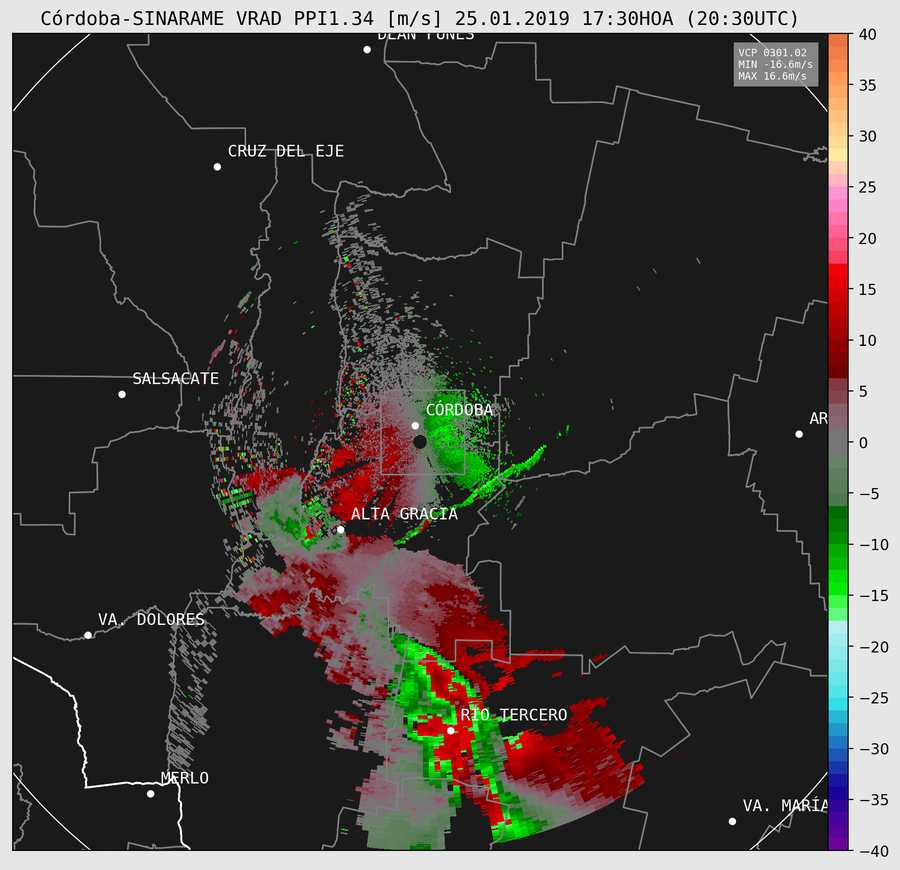 Córdoba-SINARAME VRAD PPI1.34 [m/s] 25.01.2019 17:30HOA (20:30UTC)
DEAN FUNES
VCP 0301.02
MIN -16.6m/s
MAX 16.6m/s
CRUZ DEL EJE
SALSACATE
CÓRDOBA
AR
ALTA GRACIA
VA. DOLORES
RIO TERCERO
MERLO
VA. MARÍA
40
35
30
25
20
15
10
5
0
−5
−10
−15
−20
−25
−30
−35
−40